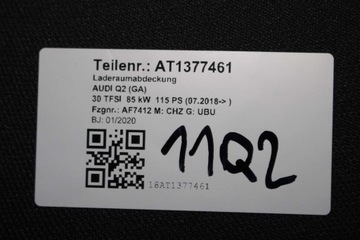 Teilenr.: AT1377461
Laderaumabdeckung
AUDI Q2 (GA)
30 TFSI 85 kW 115 PS (07.2018-> )
Fzgnr.: AF7412 M: CHZ G: UBU
BJ: 01/2020
11Q2
16AT1377461